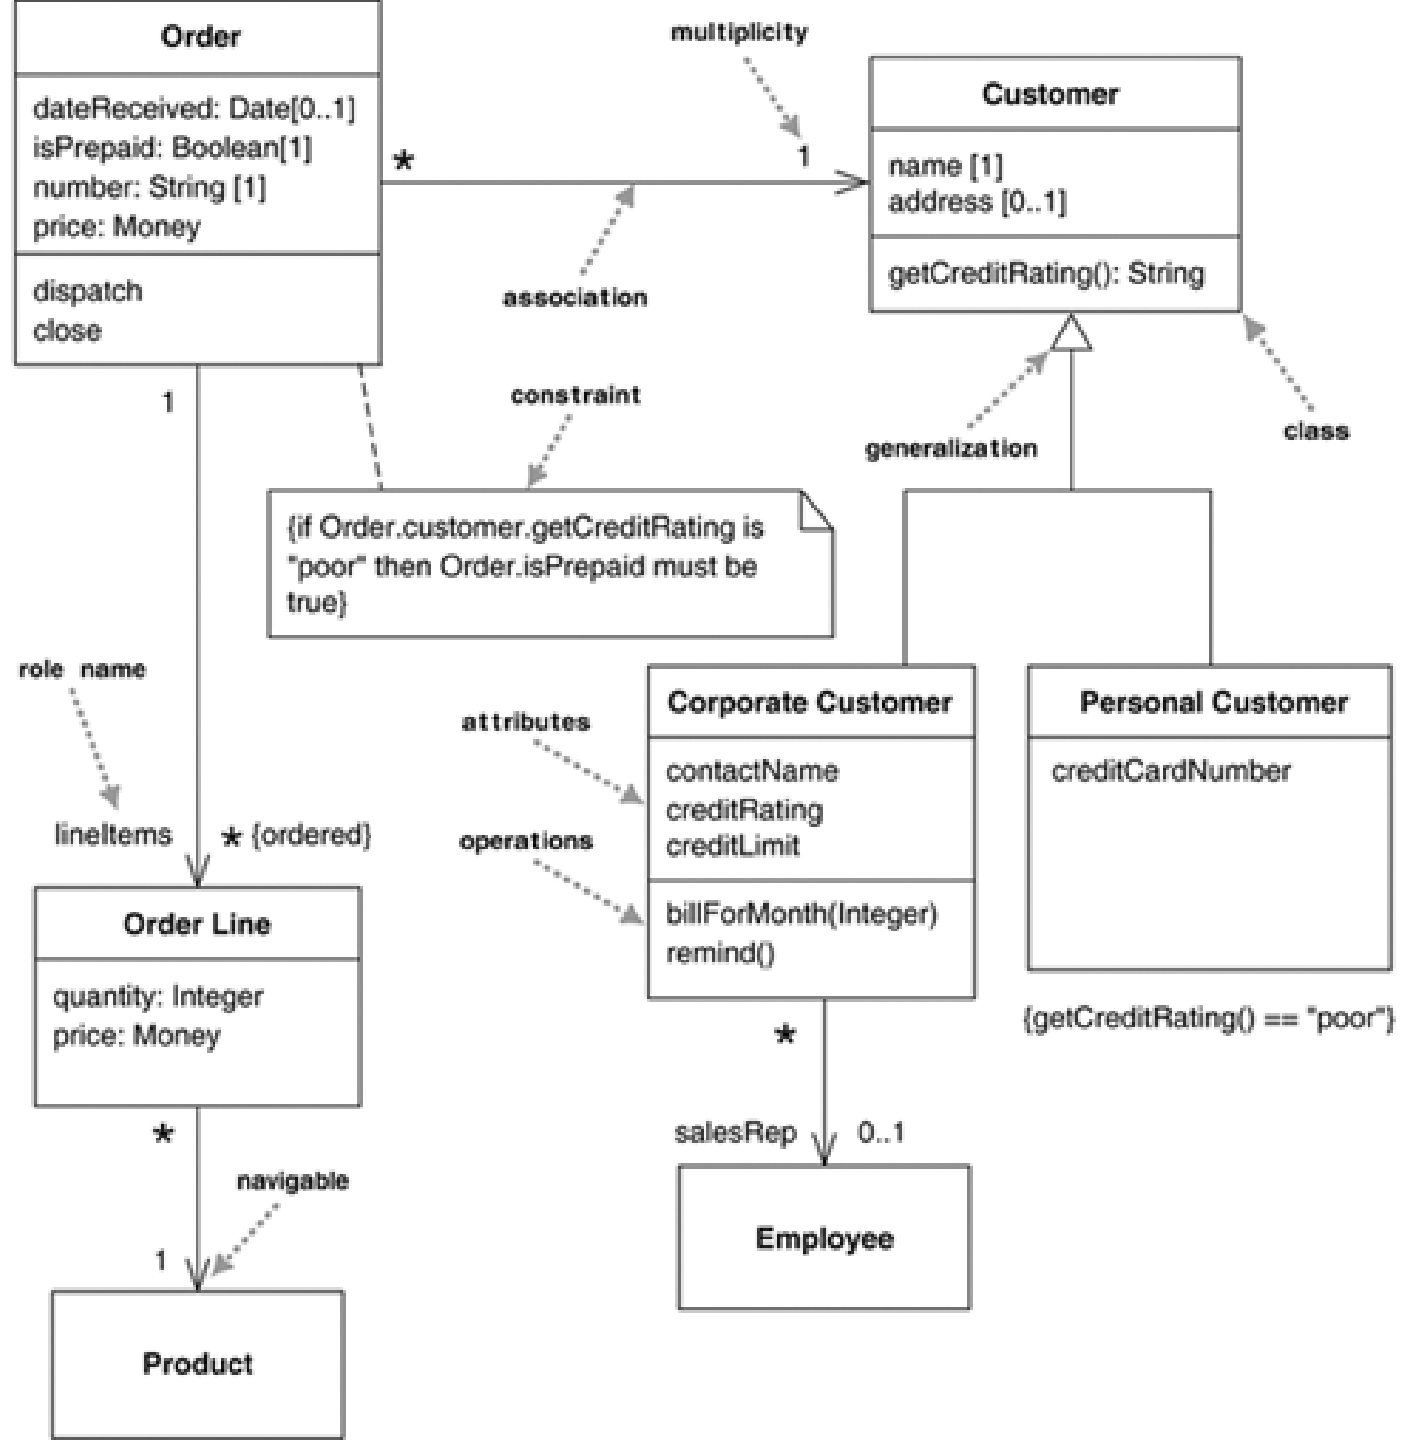 Order
dateReceived: Date[0..1]
isPrepaid: Boolean[1]
number: String [1]
price: Money
dispatch
close
multiplicity
*
1
association
Customer
name [1]
address [0..1]
getCreditRating(): String
generalization
class
1
constraint
{if Order.customer.getCreditRating is
"poor" then Order.isPrepaid must be
true}
role name
lineItems
* {ordered}
Order Line
quantity: Integer
price: Money
*
navigable
1
Product
attributes
operations
Corporate Customer
contactName
creditRating
creditLimit
billForMonth(Integer)
remind()
*
salesRep
0..1
Employee
Personal Customer
creditCardNumber
{getCreditRating() == "poor"}